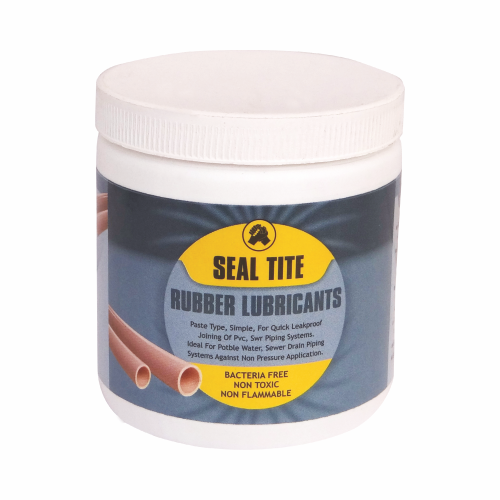 SEAL TITE
RUBBER LUBRICANTS
Paste Type, Simple, For Quick Leakproof
Joining Of Pvc, Swr Piping Systems.
Ideal For Potble Water, Sewer Drain Piping
Systems Against Non Pressure Application.
BACTERIA FREE
NON TOXIC
NON FLAMMABLE